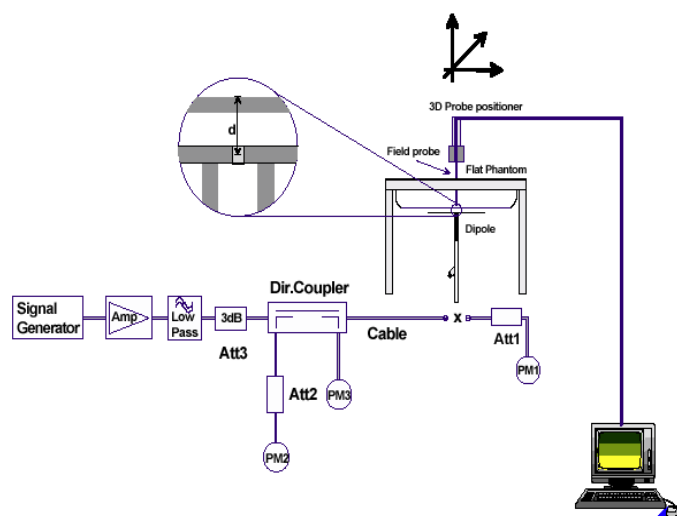 3D Probe positioner
d
Field probe
Flat Phantom
Dipole
Dir.Coupler
Signal
Generator
Amp
Low
Pass
3dB
Cable
x
Att3
Att1
Att2
PM1
PM3
PM2